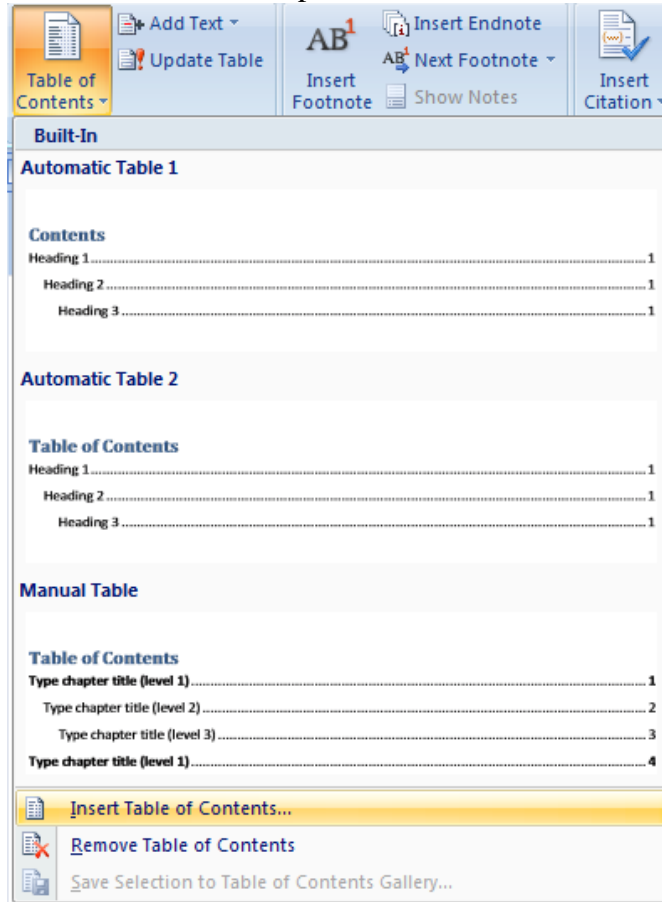 Add Text
Update Table
Table of
Contents
AB1
Insert
Footnote
Insert Endnote
AB1 Next Footnote
Show Notes
Insert
Citation
Built-In
Automatic Table 1
Contents
Heading 1........................................1
Heading 2........................................1
Heading 3........................................1
Automatic Table 2
Table of Contents
Heading 1........................................1
Heading 2........................................1
Heading 3........................................1
Manual Table
Table of Contents
Type chapter title (level 1)........................................1
Type chapter title (level 2)........................................2
Type chapter title (level 3)........................................3
Type chapter title (level 1)........................................4
Insert Table of Contents...
Remove Table of Contents
Save Selection to Table of Contents Gallery...